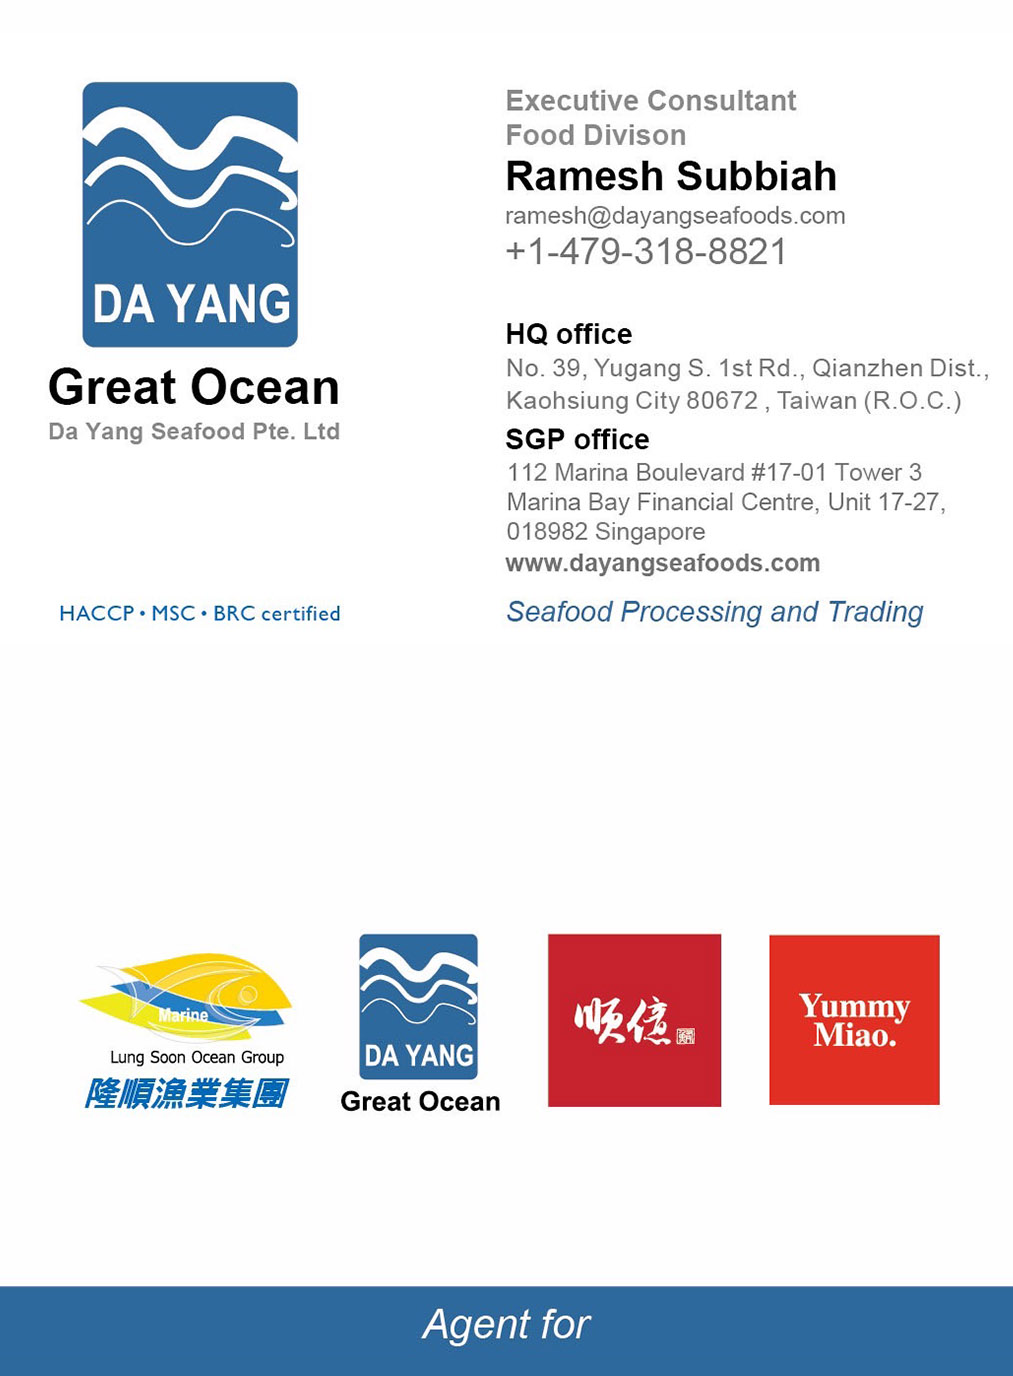 DA YANG
Great Ocean
Da Yang Seafood Pte. Ltd
HACCP • MSC • BRC certified
Executive Consultant
Food Divison
Ramesh Subbiah
ramesh@dayangseafoods.com
+1-479-318-8821
HQ office
No. 39, Yugang S. 1st Rd., Qianzhen Dist.,
Kaohsiung City 80672 , Taiwan (R.O.C.)
SGP office
112 Marina Boulevard #17-01 Tower 3
Marina Bay Financial Centre, Unit 17-27,
018982 Singapore
www.dayangseafoods.com
Seafood Processing and Trading
Marine
Lung Soon Ocean Group
隆順漁業集團
DA YANG
Great Ocean
順億
Yummy
Miao.
Agent for